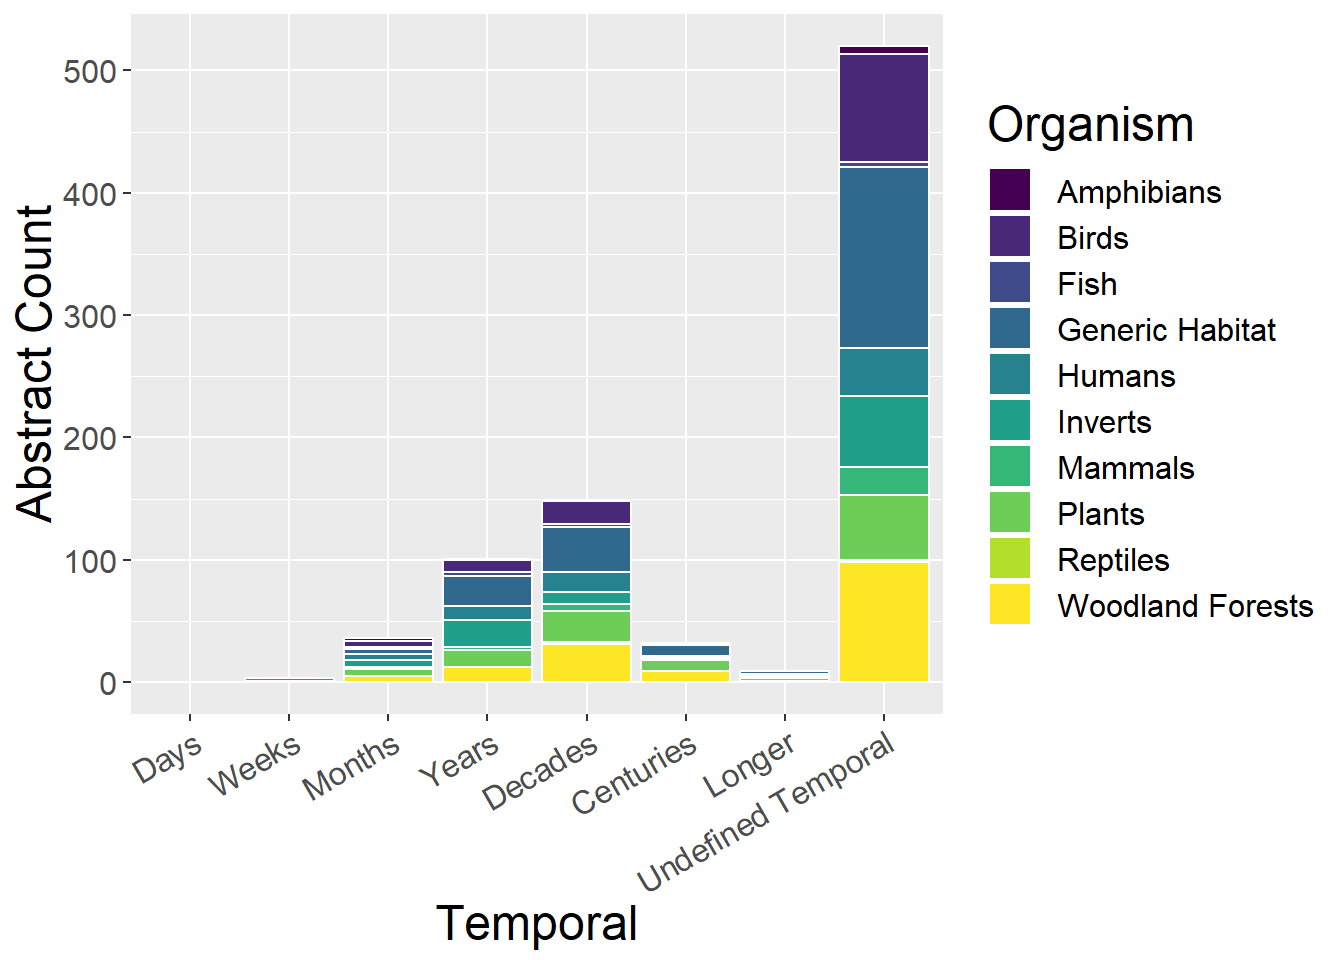 Abstract Count
500
400
300
200
100
0
Days
Weeks
Months
Years
Decades
Centuries
Longer
Undefined Temporal
Temporal
Organism
Amphibians
Birds
Fish
Generic Habitat
Humans
Inverts
Mammals
Plants
Reptiles
Woodland Forests